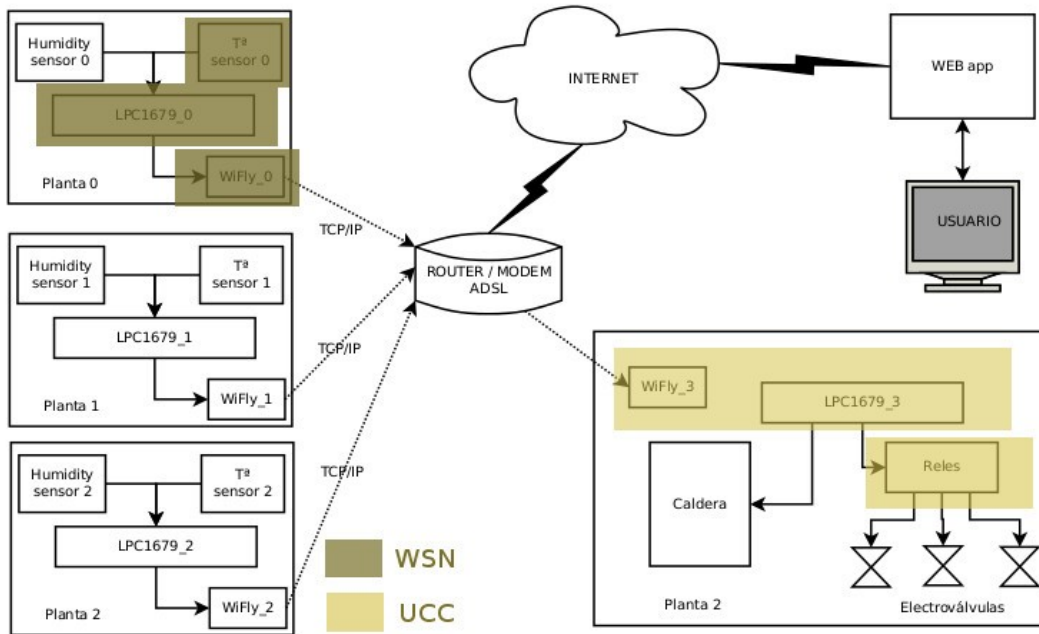 Humidity
sensor 0
Tª
sensor 0
LPC1679_0
WiFly_0
Planta 0
TCP/IP
Humidity
sensor 1
Tª
sensor 1
LPC1679_1
WiFly_1
Planta 1
TCP/IP
Humidity
sensor 2
Tª
sensor 2
LPC1679_2
WiFly_2
Planta 2
TCP/IP
WSN
UCC
INTERNET
ROUTER / MODEM
ADSL
WEB app
USUARIO
WiFly_3
LPC1679_3
Reles
Caldera
Planta 2
Electroválvulas